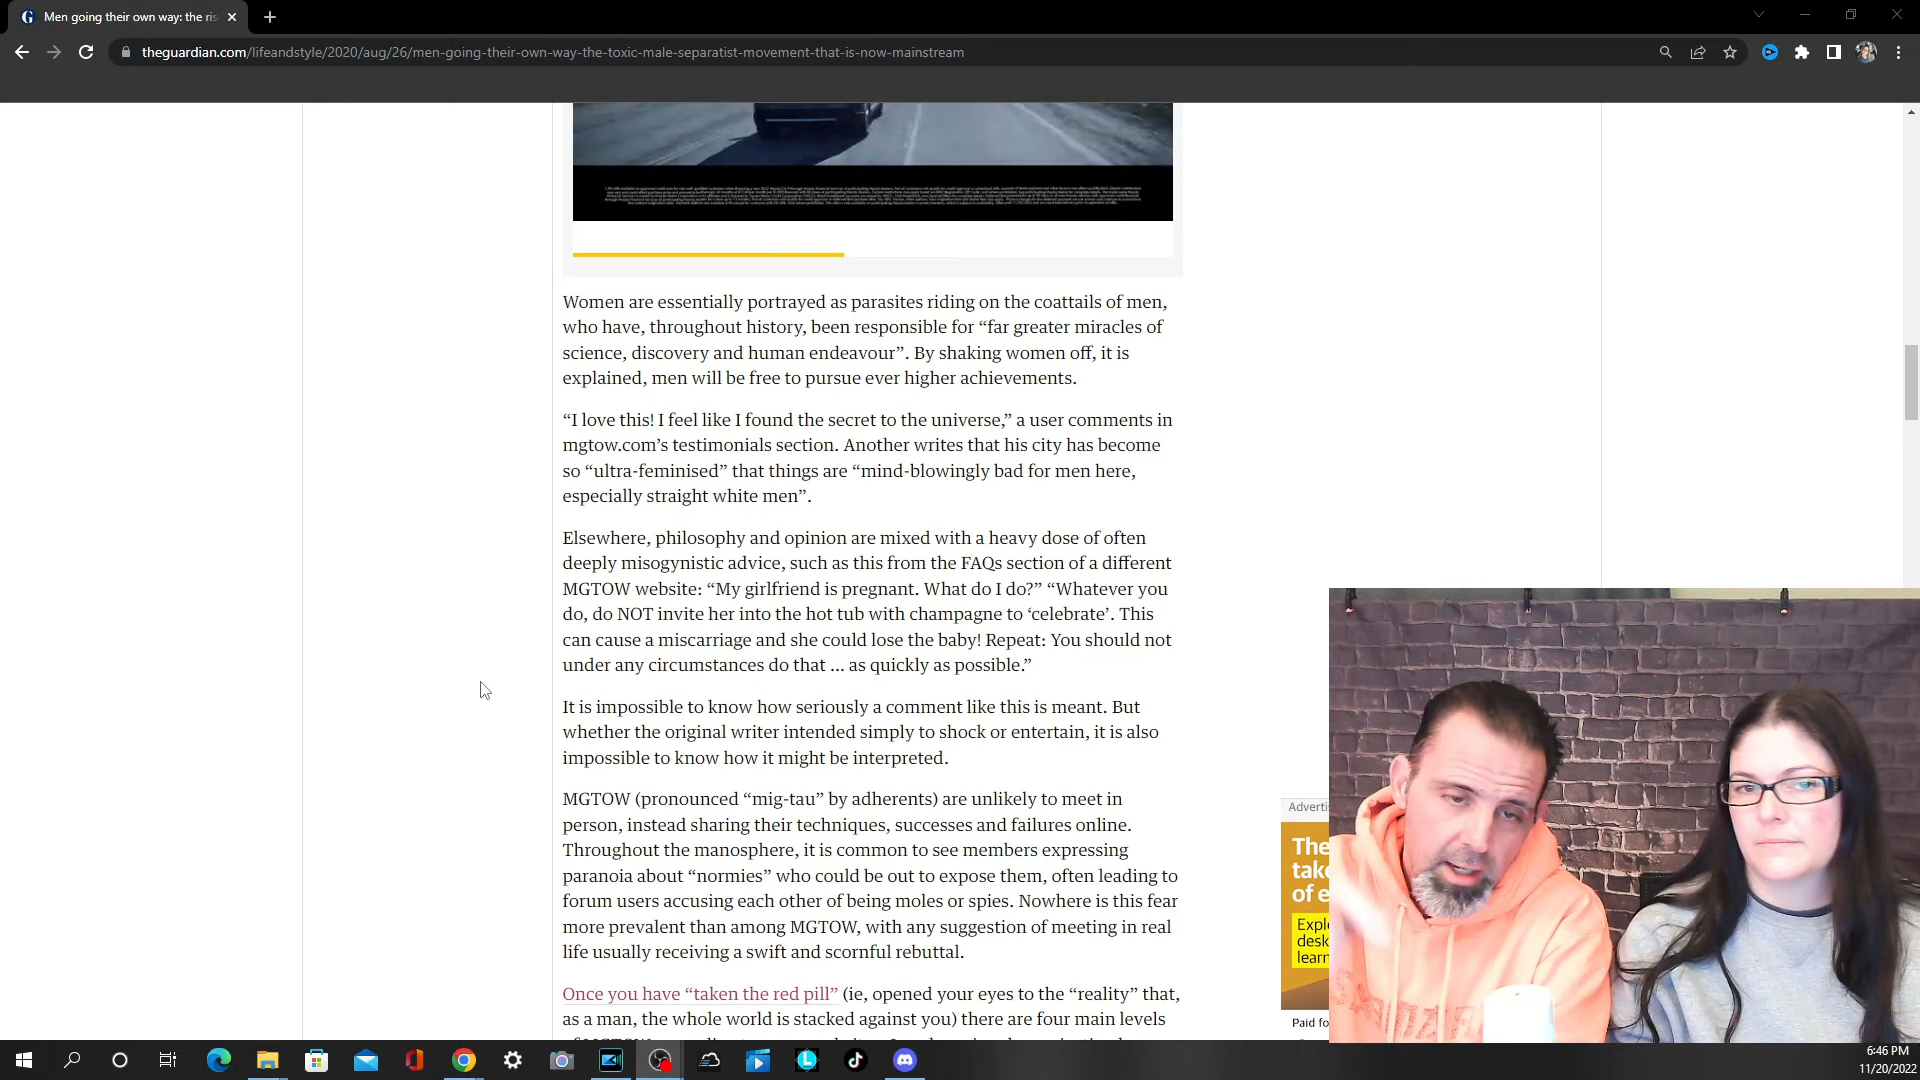 Men going their own way: the ris
theguardian.com/lifeandstyle/2020/aug/26/men-going-their-own-way-the-toxic-male-separatist-movement-that-is-now-mainstream
Women are essentially portrayed as parasites riding on the coattails of men,
who have, throughout history, been responsible for “far greater miracles of
science, discovery and human endeavour”. By shaking women off, it is
explained, men will be free to pursue ever higher achievements.
“I love this! I feel like I found the secret to the universe,” a user comments in
mgtow.com’s testimonials section. Another writes that his city has become
so “ultra-feminised” that things are “mind-blowingly bad for men here,
especially straight white men”.
Elsewhere, philosophy and opinion are mixed with a heavy dose of often
deeply misogynistic advice, such as this from the FAQs section of a different
MGTOW website: “My girlfriend is pregnant. What do I do?” “Whatever you
do, do NOT invite her into the hot tub with champagne to ‘celebrate’. This
can cause a miscarriage and she could lose the baby! Repeat: You should not
under any circumstances do that ... as quickly as possible.”
It is impossible to know how seriously a comment like this is meant. But
whether the original writer intended simply to shock or entertain, it is also
impossible to know how it might be interpreted.
MGTOW (pronounced “mig-tau” by adherents) are unlikely to meet in
person, instead sharing their techniques, successes and failures online.
Throughout the manosphere, it is common to see members expressing
paranoia about “normies” who could be out to expose them, often leading to
forum users accusing each other of being moles or spies. Nowhere is this fear
more prevalent than among MGTOW, with any suggestion of meeting in real
life usually receiving a swift and scornful rebuttal.
Once you have “taken the red pill” (ie, opened your eyes to the “reality” that,
as a man, the whole world is stacked against you) there are four main levels
Adverti
The
take
of e
Explo
desk
learn
Paid fo
6:46 PM
11/20/2022